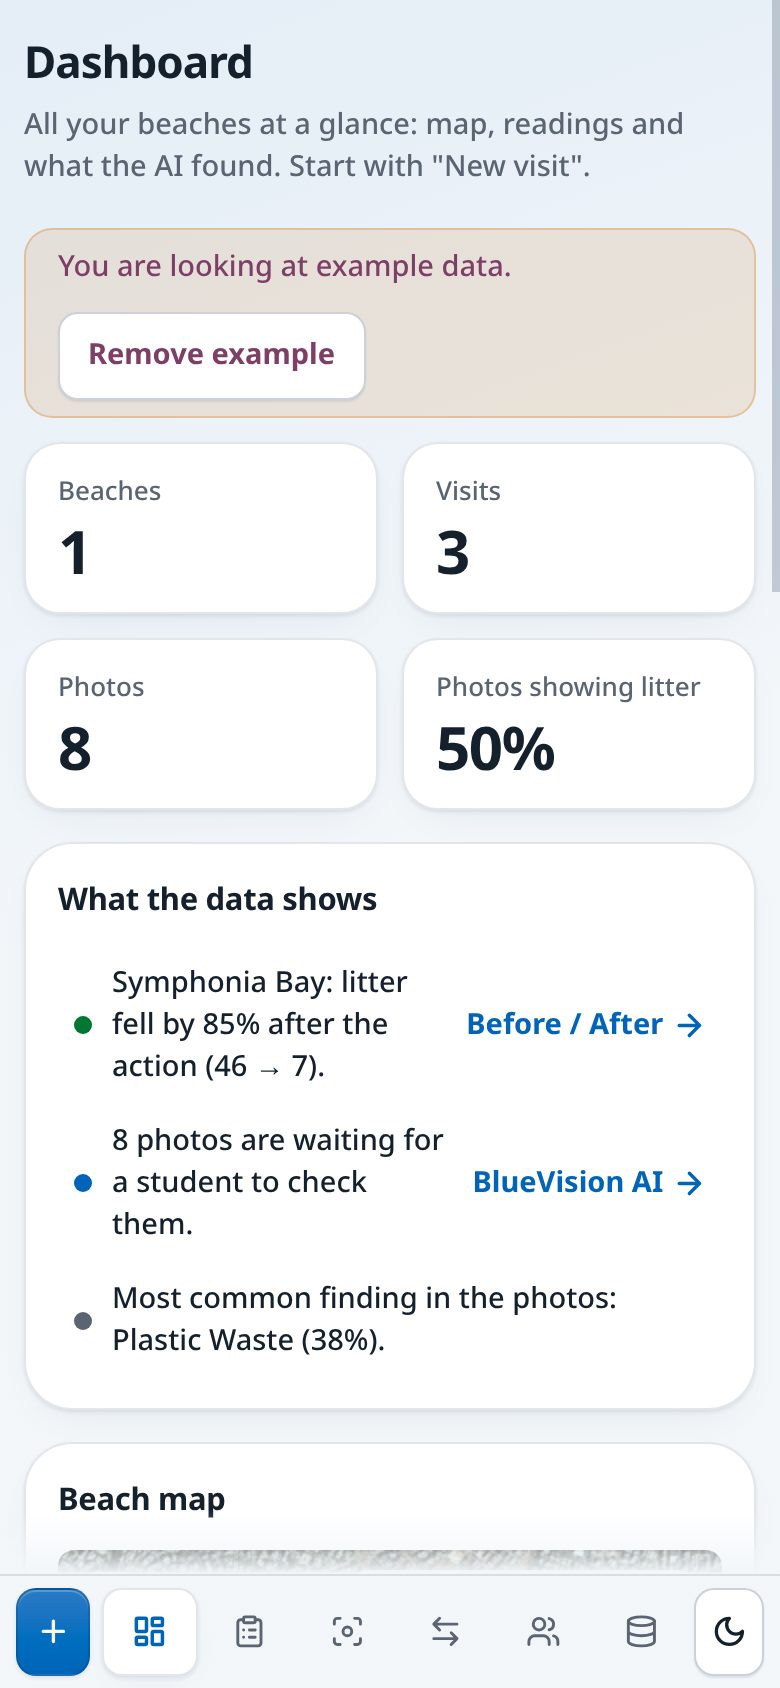 Dashboard
All your beaches at a glance: map, readings and
what the AI found. Start with "New visit".
You are looking at example data.
Remove example
Beaches
1
Visits
3
Photos
8
Photos showing litter
50%
What the data shows
Symphonia Bay: litter
fell by 85% after the
action (46 → 7).
Before / After →
8 photos are waiting for
a student to check
them.
BlueVision AI →
Most common finding in the photos:
Plastic Waste (38%).
Beach map